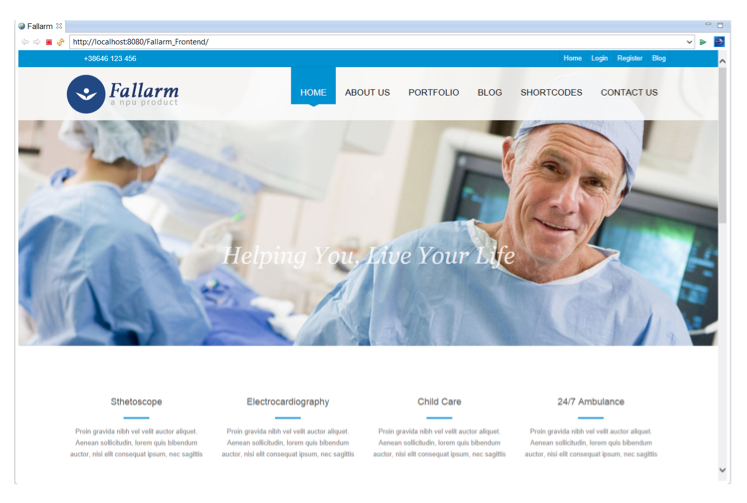 Fallarm
http://localhost:8080/Fallarm_Frontend/
+38646 123 456
Home Login Register Blog
Fallarm
a npu product
HOME ABOUT US PORTFOLIO BLOG SHORTCODES CONTACT US
Helping You, Live Your Life
Sthetoscope Electrocardiography Child Care 24/7 Ambulance
Proin gravida nibh vel velit auctor aliquet. Proin gravida nibh vel velit auctor aliquet. Proin gravida nibh vel velit auctor aliquet. Proin gravida nibh vel velit auctor aliquet.
Aenean sollicitudin, lorem quis bibendum Aenean sollicitudin, lorem quis bibendum Aenean sollicitudin, lorem quis bibendum Aenean sollicitudin, lorem quis bibendum
auctor, nisi elit consequat ipsum, nec sagittis auctor, nisi elit consequat ipsum, nec sagittis auctor, nisi elit consequat ipsum, nec sagittis auctor, nisi elit consequat ipsum, nec sagittis